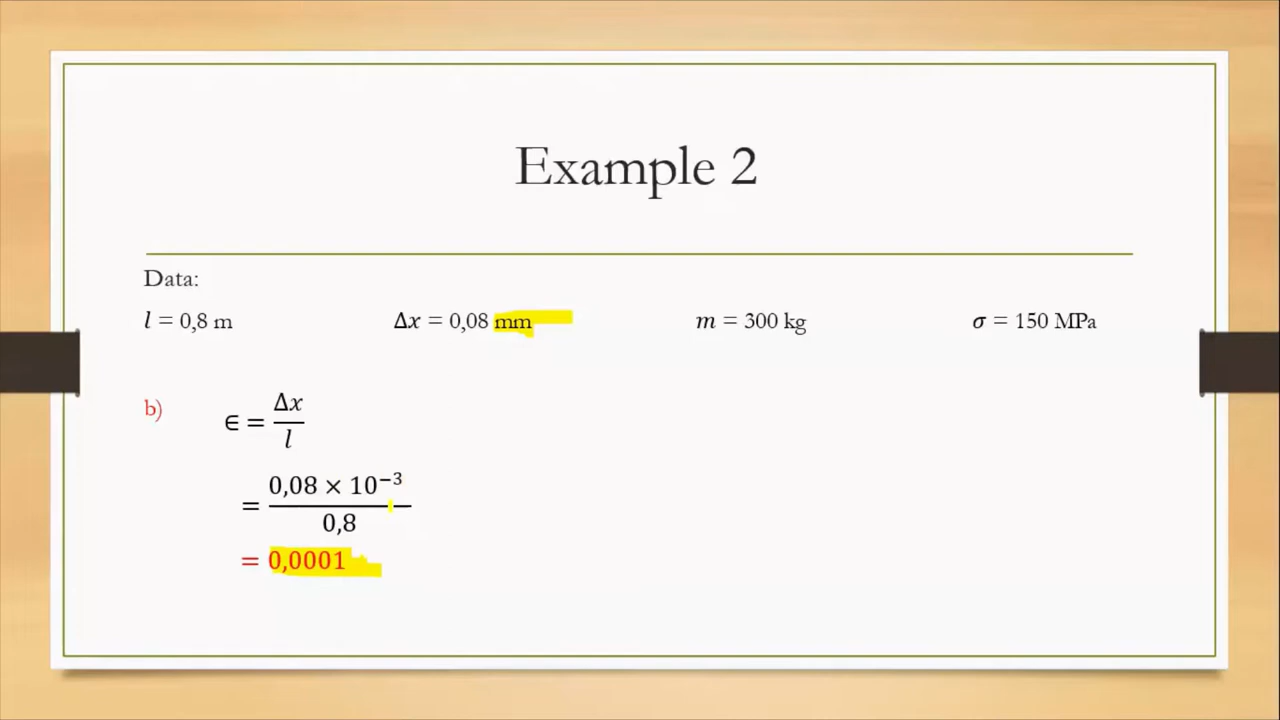 Example 2
Data:
l = 0,8 m Δx = 0,08 mm m = 300 kg σ = 150 MPa
b) ϵ = Δx / l
= 0,08 × 10⁻³ / 0,8
= 0,0001